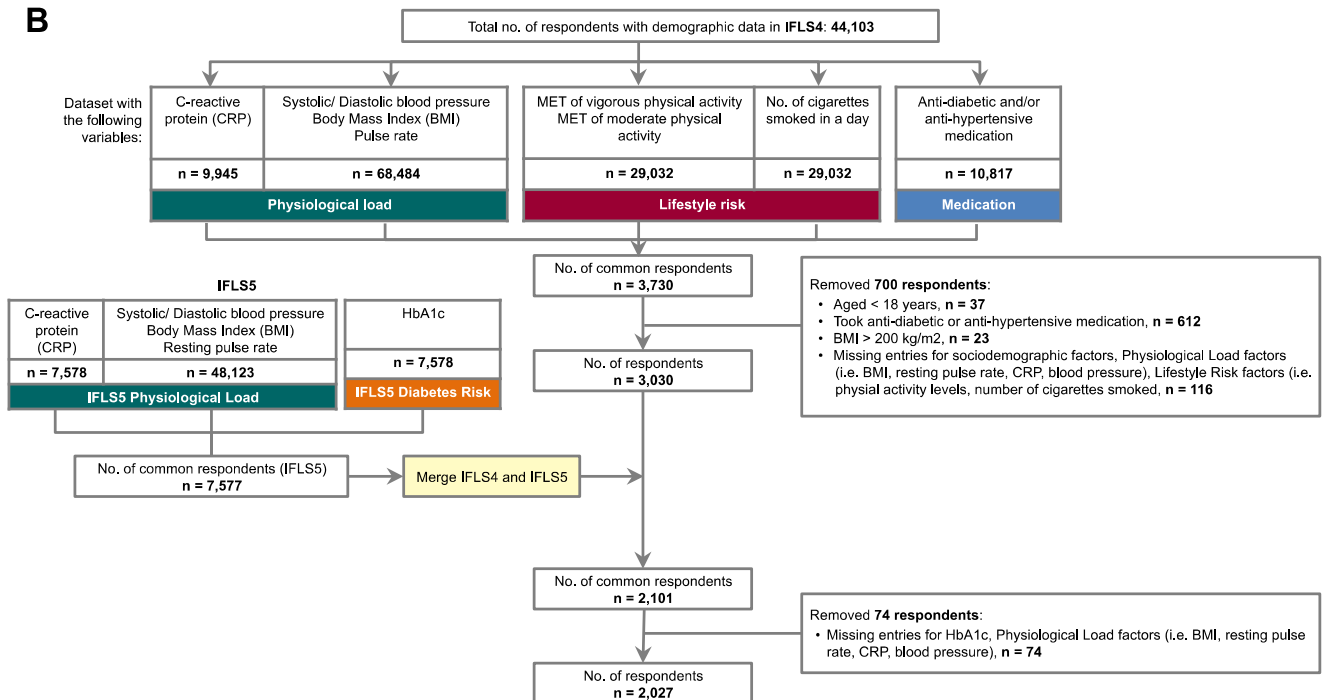 B
Total no. of respondents with demographic data in IFLS4: 44,103
Dataset with
the following
variables:
C-reactive
protein (CRP)
n = 9,945
Systolic/ Diastolic blood pressure
Body Mass Index (BMI)
Pulse rate
n = 68,484
Physiological load
MET of vigorous physical activity
MET of moderate physical
activity
n = 29,032
No. of cigarettes
smoked in a day
n = 29,032
Lifestyle risk
Anti-diabetic and/or
anti-hypertensive
medication
n = 10,817
Medication
No. of common respondents
n = 3,730
Removed 700 respondents:
• Aged < 18 years, n = 37
• Took anti-diabetic or anti-hypertensive medication, n = 612
• BMI > 200 kg/m2, n = 23
• Missing entries for sociodemographic factors, Physiological Load factors
(i.e. BMI, resting pulse rate, CRP, blood pressure), Lifestyle Risk factors (i.e.
physial activity levels, number of cigarettes smoked, n = 116
No. of respondents
n = 3,030
IFLS5
C-reactive
protein
(CRP)
n = 7,578
Systolic/ Diastolic blood pressure
Body Mass Index (BMI)
Resting pulse rate
n = 48,123
IFLS5 Physiological Load
HbA1c
n = 7,578
IFLS5 Diabetes Risk
No. of common respondents (IFLS5)
n = 7,577
Merge IFLS4 and IFLS5
No. of common respondents
n = 2,101
Removed 74 respondents:
• Missing entries for HbA1c, Physiological Load factors (i.e. BMI, resting pulse
rate, CRP, blood pressure), n = 74
No. of respondents
n = 2,027